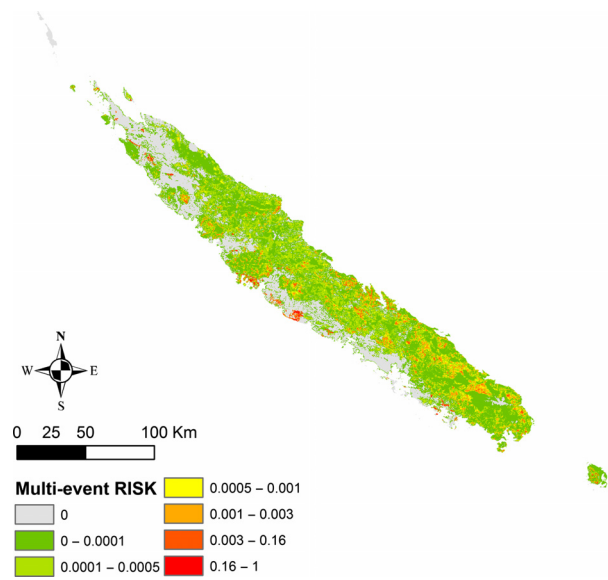 N
W E
S
0 25 50 100 Km
Multi-event RISK
0
0 – 0.0001
0.0001 – 0.0005
0.0005 – 0.001
0.001 – 0.003
0.003 – 0.16
0.16 – 1